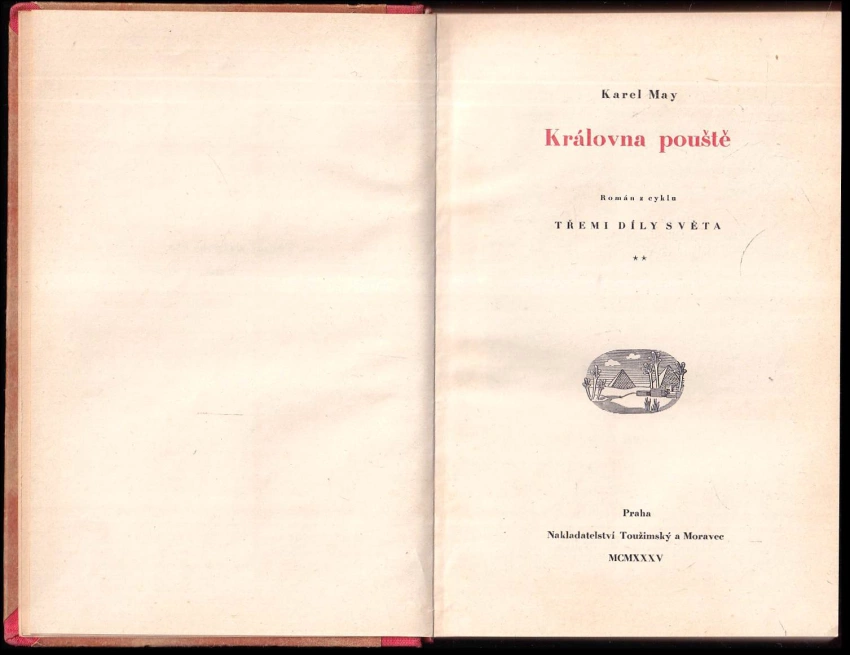 Karel May
Královna pouště
Román z cyklu
TŘEMI DÍLY SVĚTA
**
Praha
Nakladatelství Toužimský a Moravec
MCMXXXV